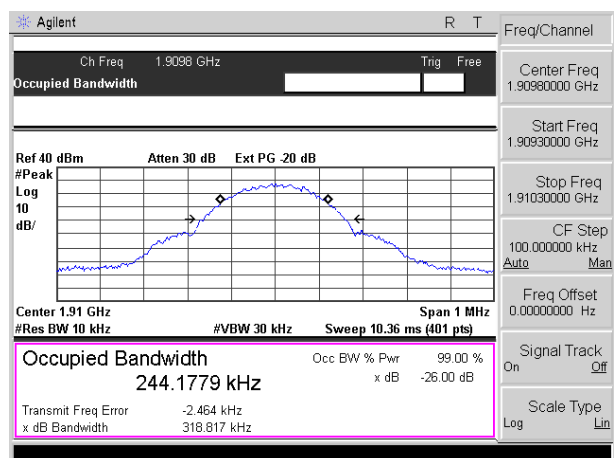 Agilent R T
Ch Freq 1.9098 GHz Trig Free
Occupied Bandwidth
Ref 40 dBm Atten 30 dB Ext PG -20 dB
#Peak
Log
10
dB/
Center 1.91 GHz Span 1 MHz
#Res BW 10 kHz #VBW 30 kHz Sweep 10.36 ms (401 pts)
Occupied Bandwidth Occ BW % Pwr 99.00 %
244.1779 kHz x dB -26.00 dB
Transmit Freq Error -2.464 kHz
x dB Bandwidth 318.817 kHz
Freq/Channel
Center Freq
1.90980000 GHz
Start Freq
1.90930000 GHz
Stop Freq
1.91030000 GHz
CF Step
100.000000 kHz
Auto Man
Freq Offset
0.00000000 Hz
Signal Track
On Off
Scale Type
Log Lin